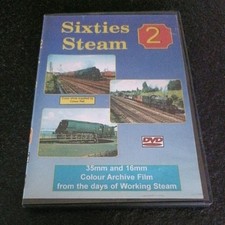 Sixties
Steam
2
DVD
35mm and 16mm
Colour Archive Film
from the days of Working Steam